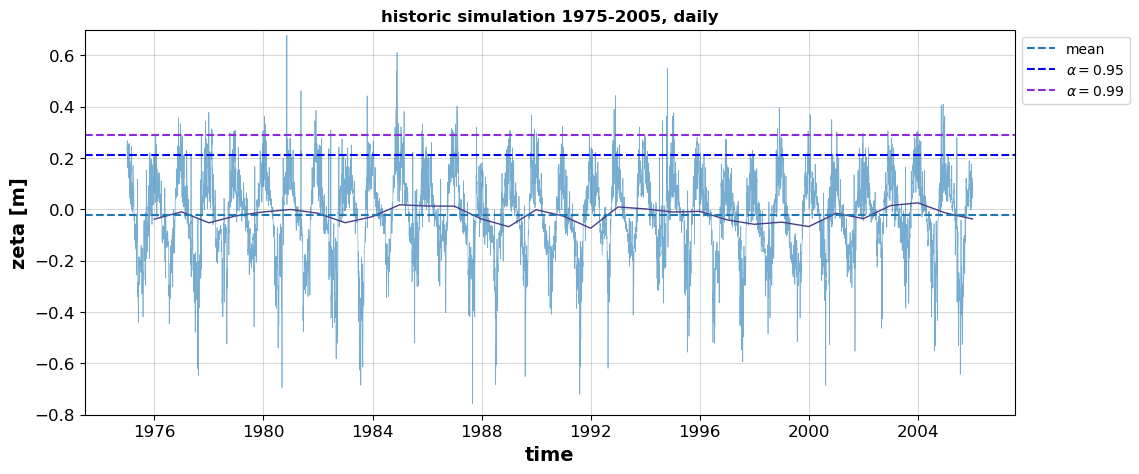 historic simulation 1975-2005, daily
mean
α = 0.95
α = 0.99
zeta [m]
0.6
0.4
0.2
0.0
−0.2
−0.4
−0.6
−0.8
1976 1980 1984 1988 1992 1996 2000 2004
time